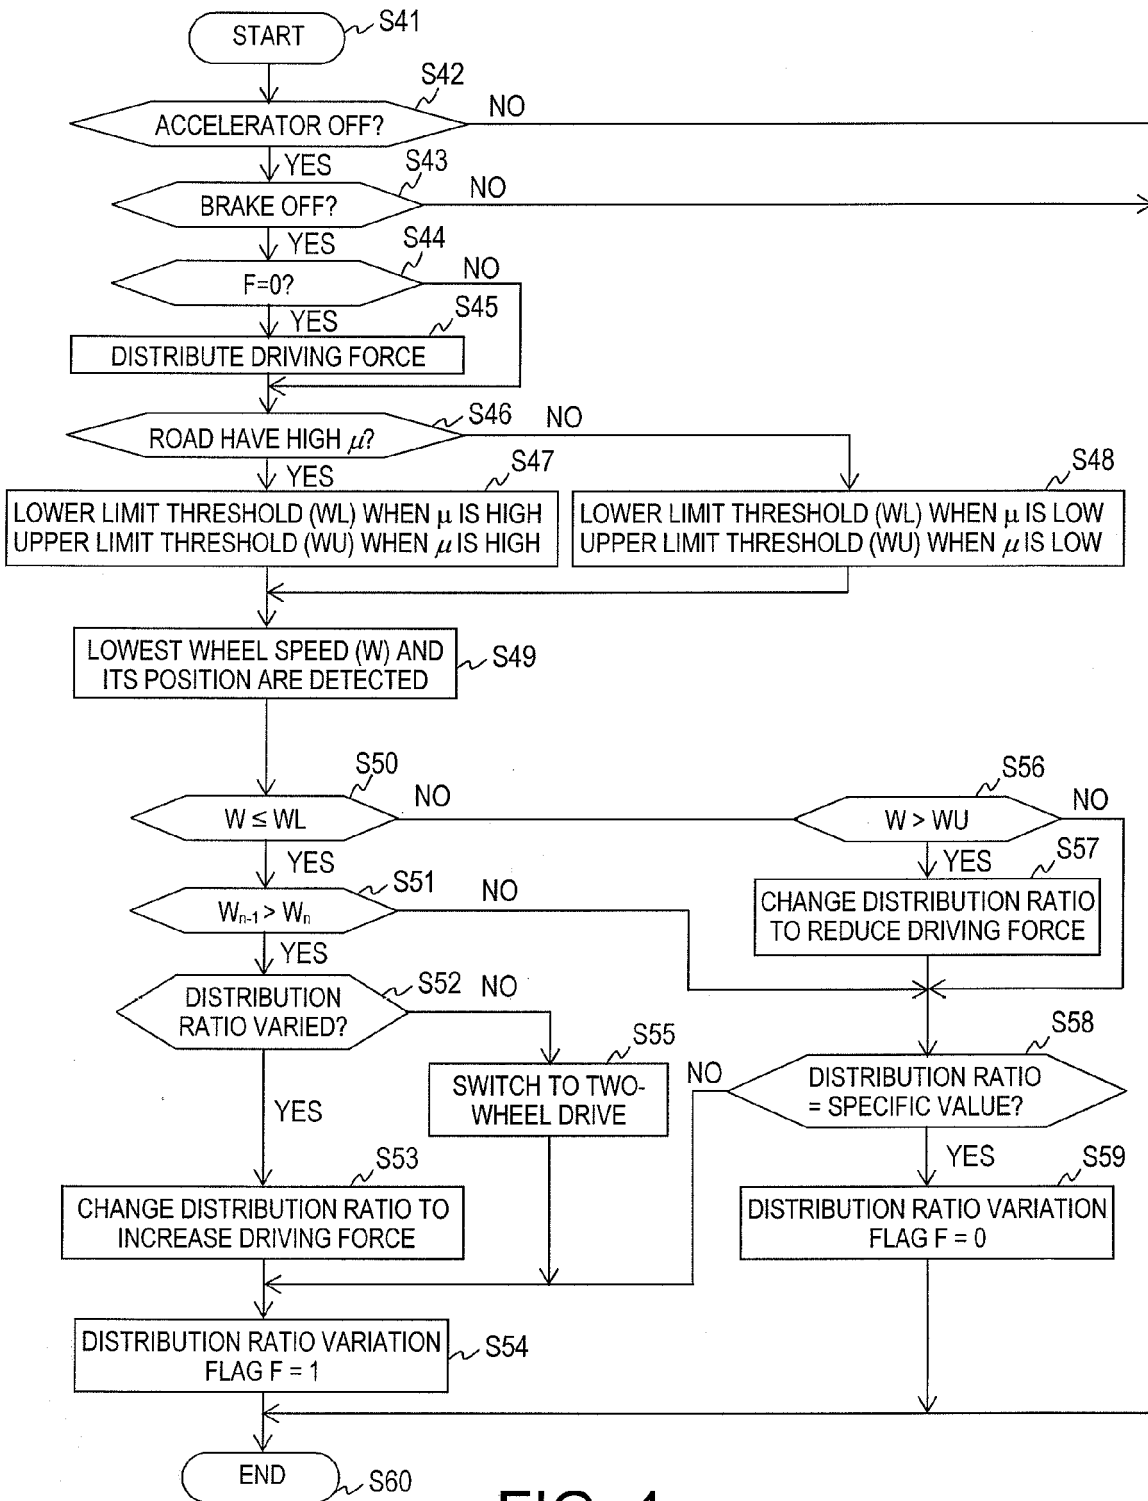 START
S41
S42
ACCELERATOR OFF?
NO
YES
S43
BRAKE OFF?
NO
YES
S44
F=0?
NO
YES
S45
DISTRIBUTE DRIVING FORCE
S46
ROAD HAVE HIGH μ?
NO
YES
S47
LOWER LIMIT THRESHOLD (WL) WHEN μ IS HIGH
UPPER LIMIT THRESHOLD (WU) WHEN μ IS HIGH
S48
LOWER LIMIT THRESHOLD (WL) WHEN μ IS LOW
UPPER LIMIT THRESHOLD (WU) WHEN μ IS LOW
LOWEST WHEEL SPEED (W) AND
ITS POSITION ARE DETECTED
S49
S50
W ≤ WL
NO
YES
S56
W > WU
NO
YES
S57
CHANGE DISTRIBUTION RATIO
TO REDUCE DRIVING FORCE
S51
Wn-1 > Wn
NO
YES
S52
DISTRIBUTION
RATIO VARIED?
NO
YES
S55
SWITCH TO TWO-
WHEEL DRIVE
S58
DISTRIBUTION RATIO
= SPECIFIC VALUE?
NO
YES
S53
CHANGE DISTRIBUTION RATIO TO
INCREASE DRIVING FORCE
S59
DISTRIBUTION RATIO VARIATION
FLAG F = 0
DISTRIBUTION RATIO VARIATION
FLAG F = 1
S54
END
S60